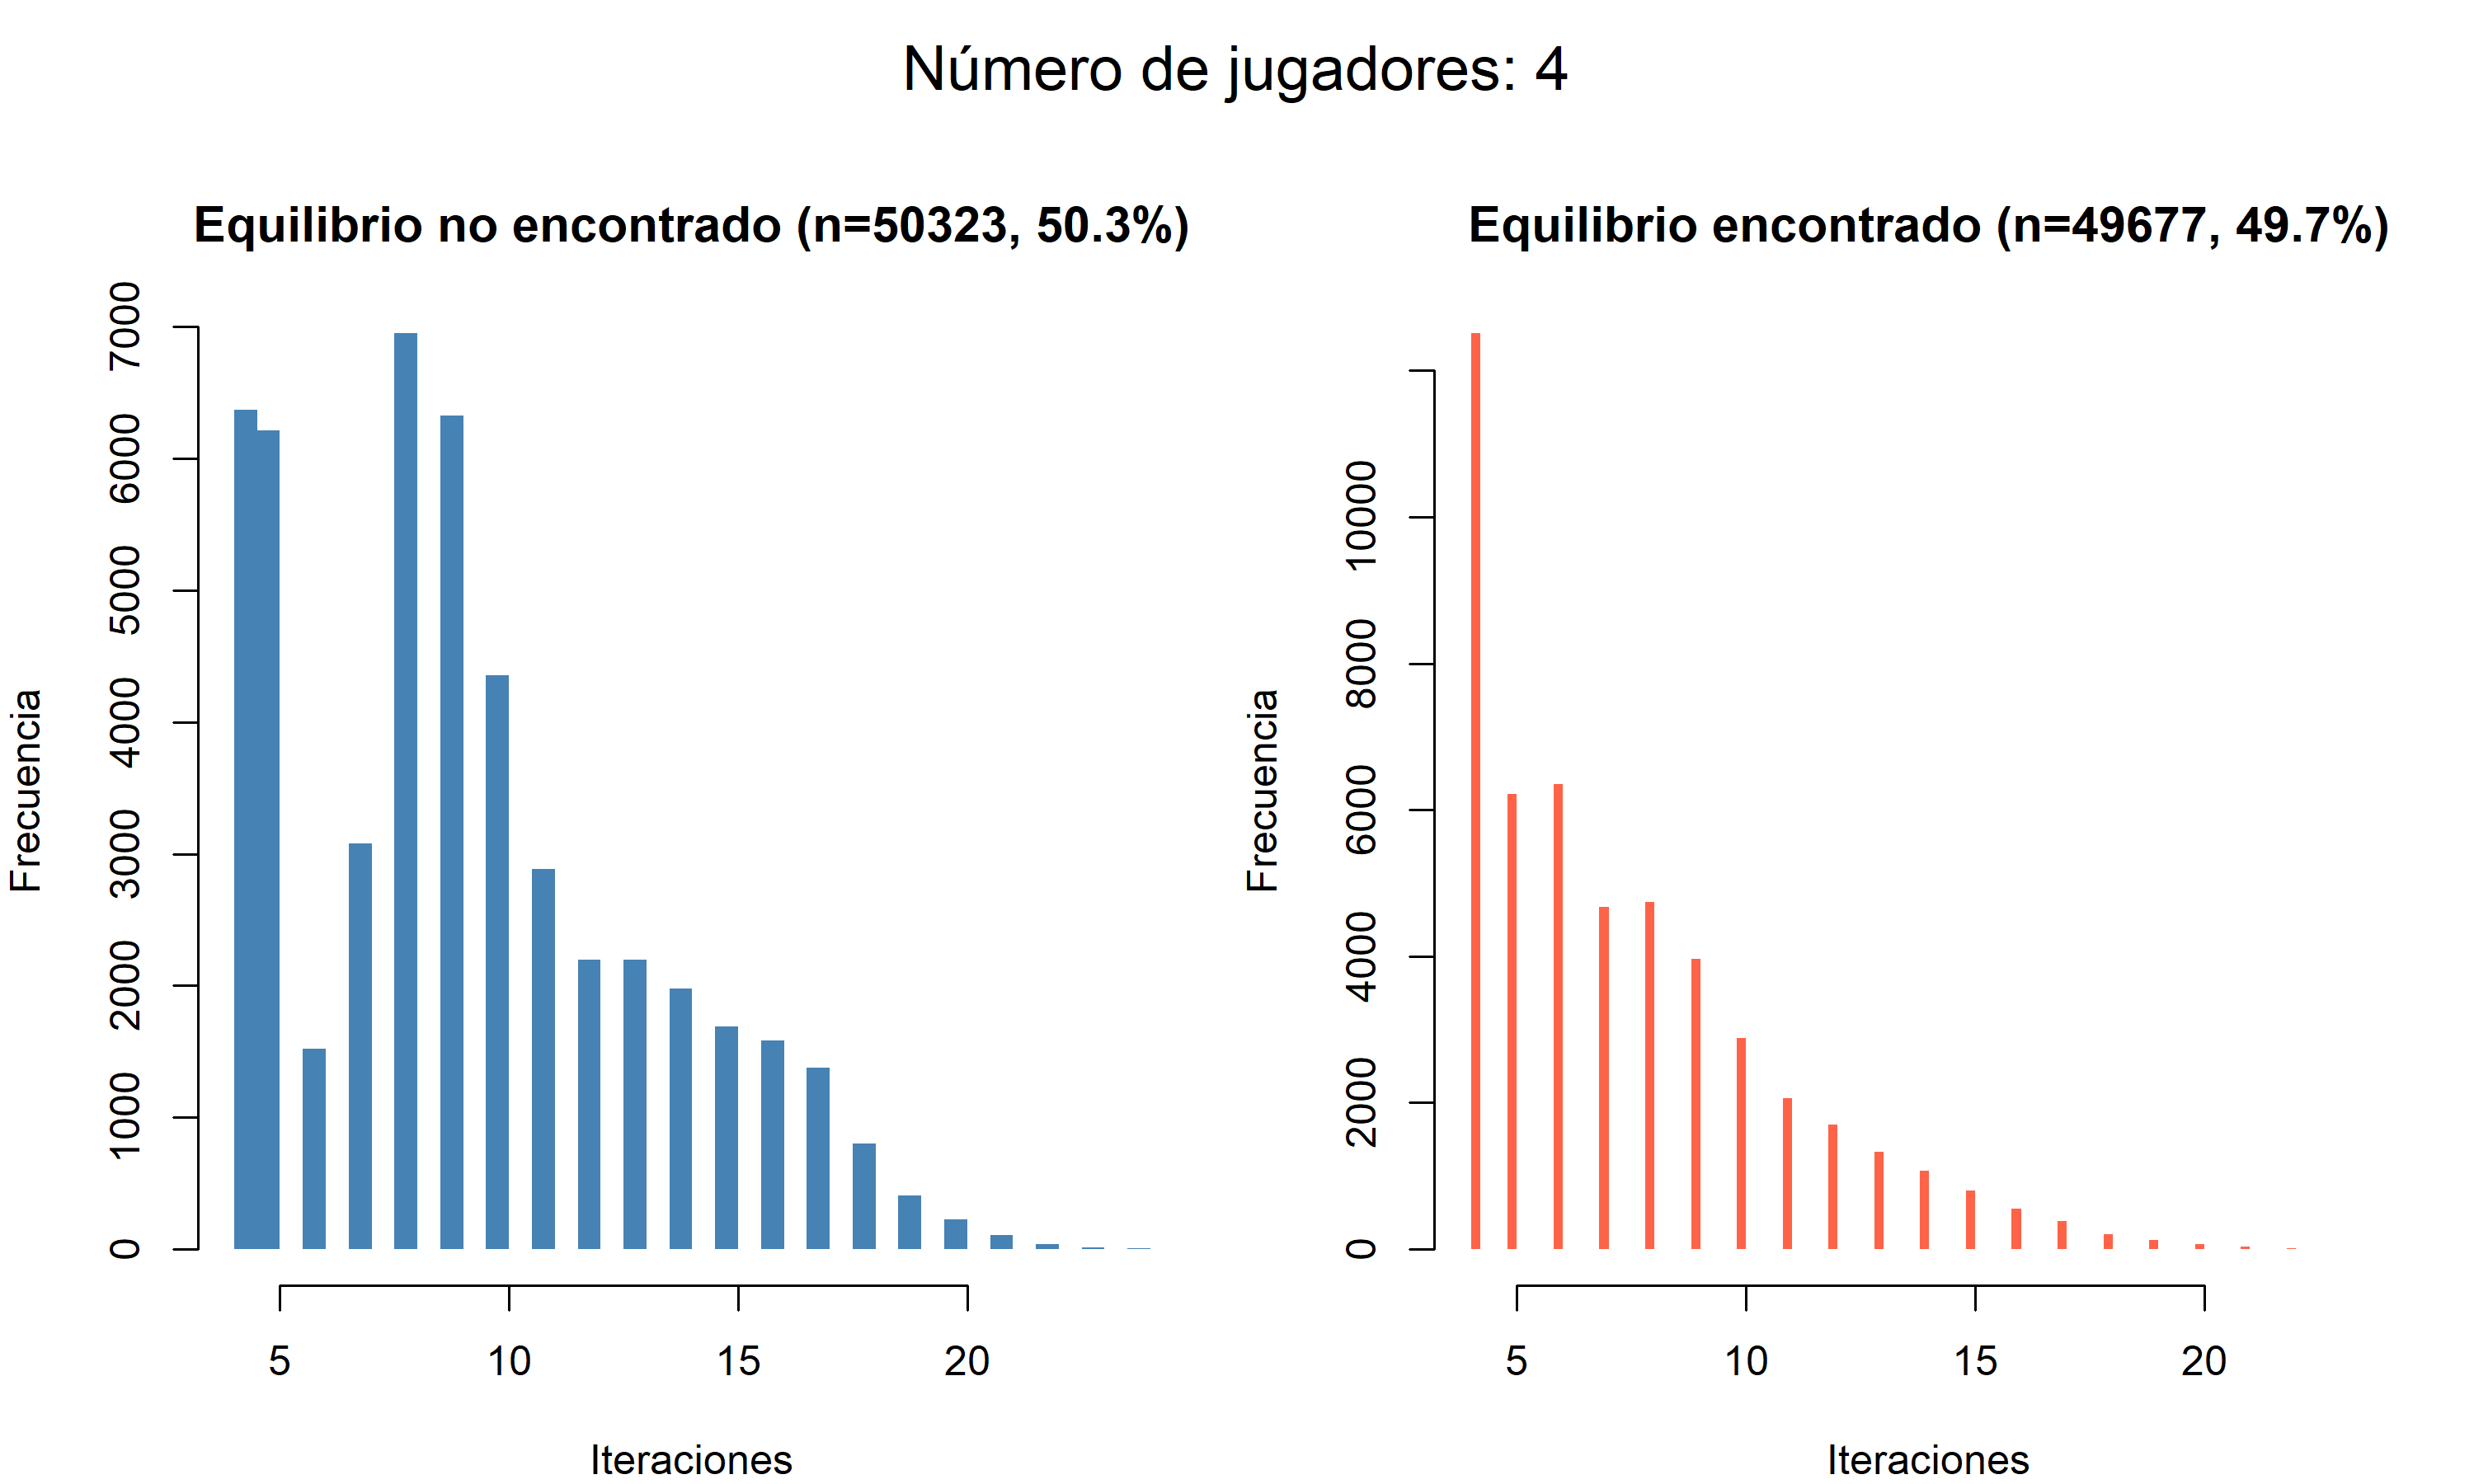 Número de jugadores: 4
Equilibrio no encontrado (n=50323, 50.3%)
Frecuencia
7000
6000
5000
4000
3000
2000
1000
0
5 10 15 20
Iteraciones
Equilibrio encontrado (n=49677, 49.7%)
Frecuencia
10000
8000
6000
4000
2000
0
5 10 15 20
Iteraciones